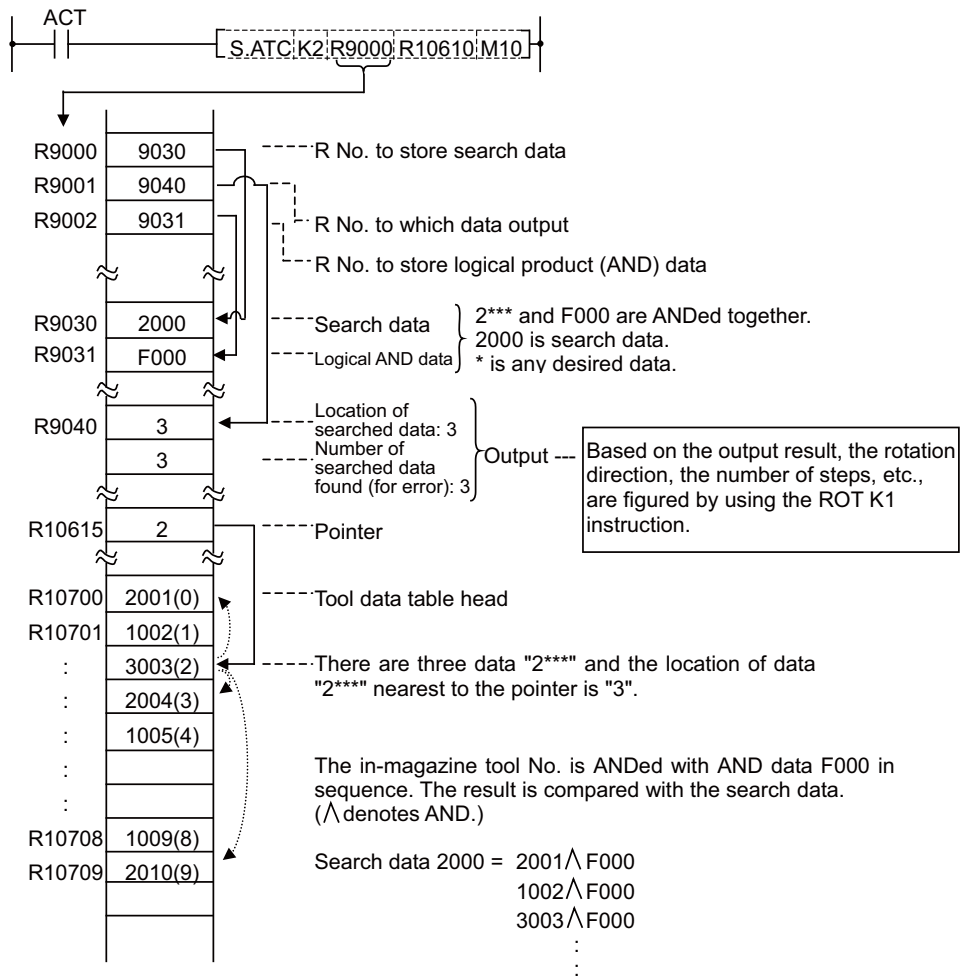 ACT
S.ATC K2 R9000 R10610 M10
R9000 9030 R No. to store search data
R9001 9040
R9002 9031 R No. to which data output
R No. to store logical product (AND) data
R9030 2000 Search data
R9031 F000 Logical AND data
2*** and F000 are ANDed together.
2000 is search data.
* is any desired data.
R9040 3
Location of
searched data: 3
3
Number of
searched data
found (for error): 3
Output ---
Based on the output result, the rotation
direction, the number of steps, etc.,
are figured by using the ROT K1
instruction.
R10615 2 Pointer
R10700 2001(0) Tool data table head
R10701 1002(1)
: 3003(2) There are three data "2***" and the location of data
"2***" nearest to the pointer is "3".
: 2004(3)
: 1005(4)
:
:
The in-magazine tool No. is ANDed with AND data F000 in
sequence. The result is compared with the search data.
(∧ denotes AND.)
R10708 1009(8)
R10709 2010(9)
Search data 2000 = 2001∧F000
1002∧F000
3003∧F000
:
: